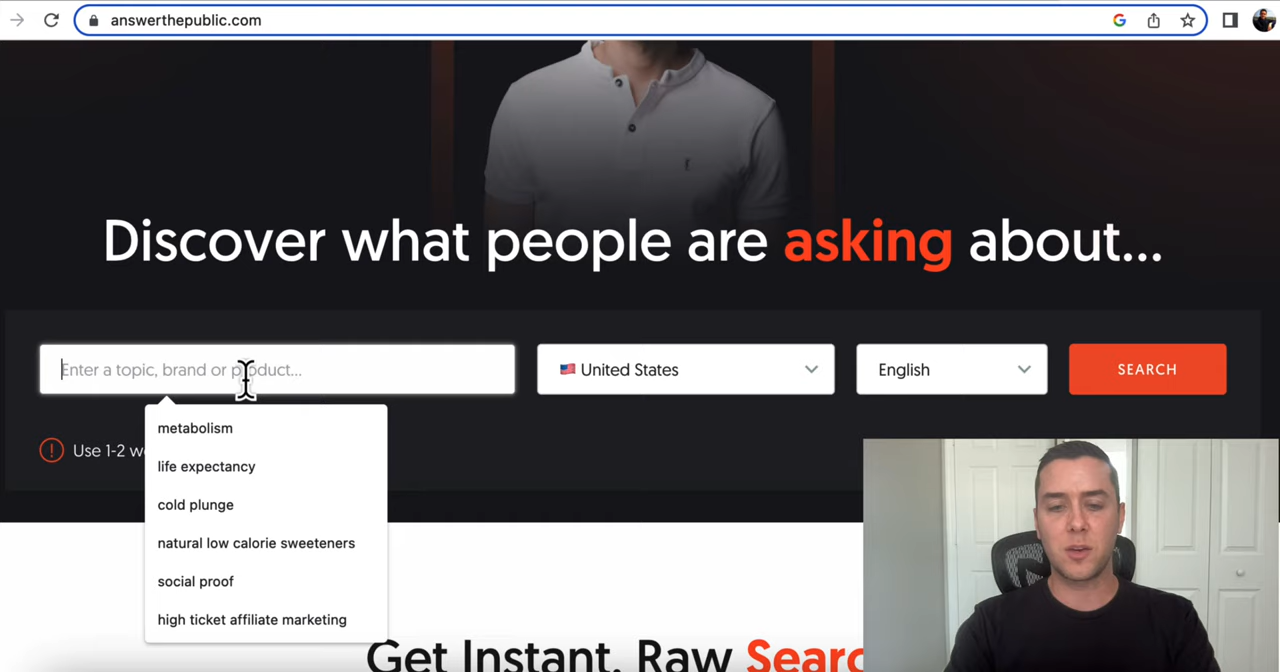 answerthepublic.com
Discover what people are asking about...
Enter a topic, brand or product...
United States
English
SEARCH
Use 1-2 w
metabolism
life expectancy
cold plunge
natural low calorie sweeteners
social proof
high ticket affiliate marketing
Get Instant, Raw Searc